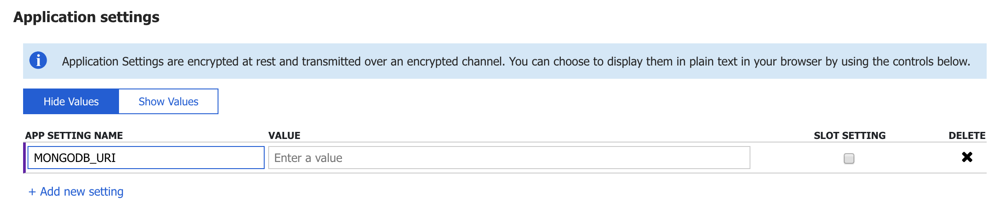 Application settings
Application Settings are encrypted at rest and transmitted over an encrypted channel. You can choose to display them in plain text in your browser by using the controls below.
Hide Values Show Values
APP SETTING NAME VALUE SLOT SETTING DELETE
MONGODB_URI Enter a value
+ Add new setting